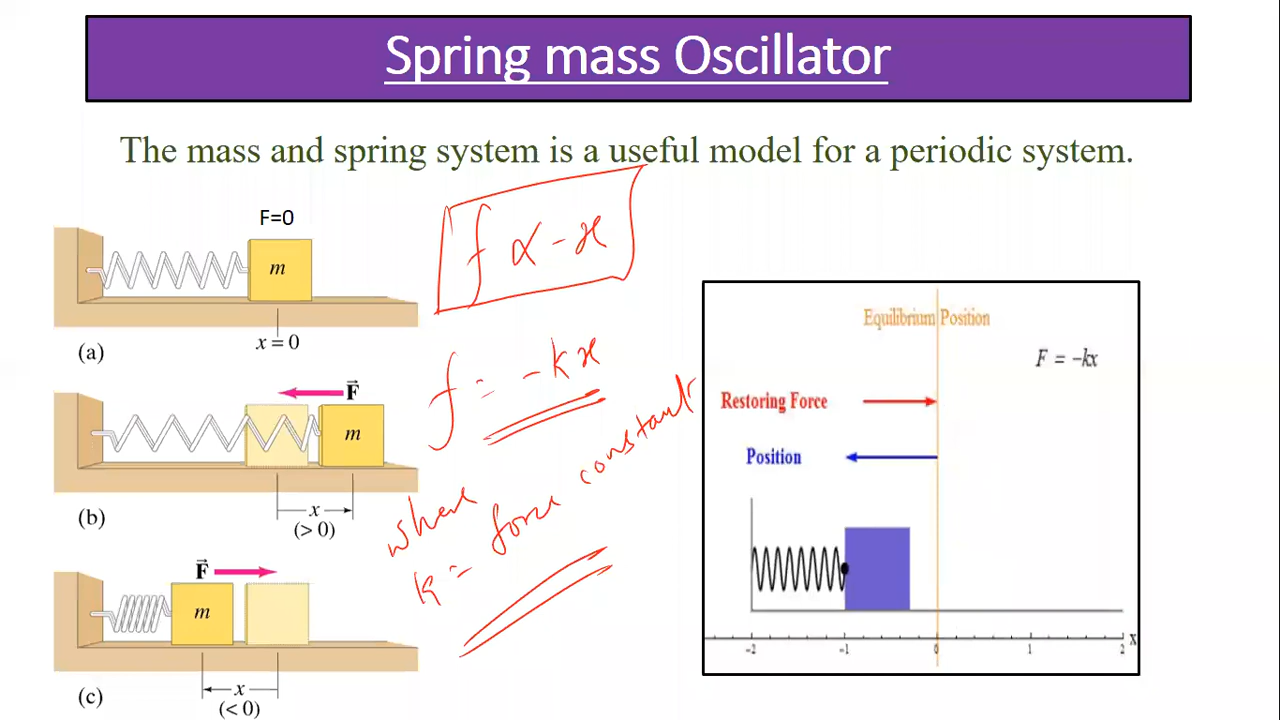 Spring mass Oscillator
The mass and spring system is a useful model for a periodic system.
F=0
m
x = 0
(a)
F⃗
m
x
(> 0)
(b)
F⃗
m
x
(< 0)
(c)
f ∝ -x
f = -kx
where
k = force constant
Equilibrium Position
F = -kx
Restoring Force
Position
-2 -1 0 1 2 x